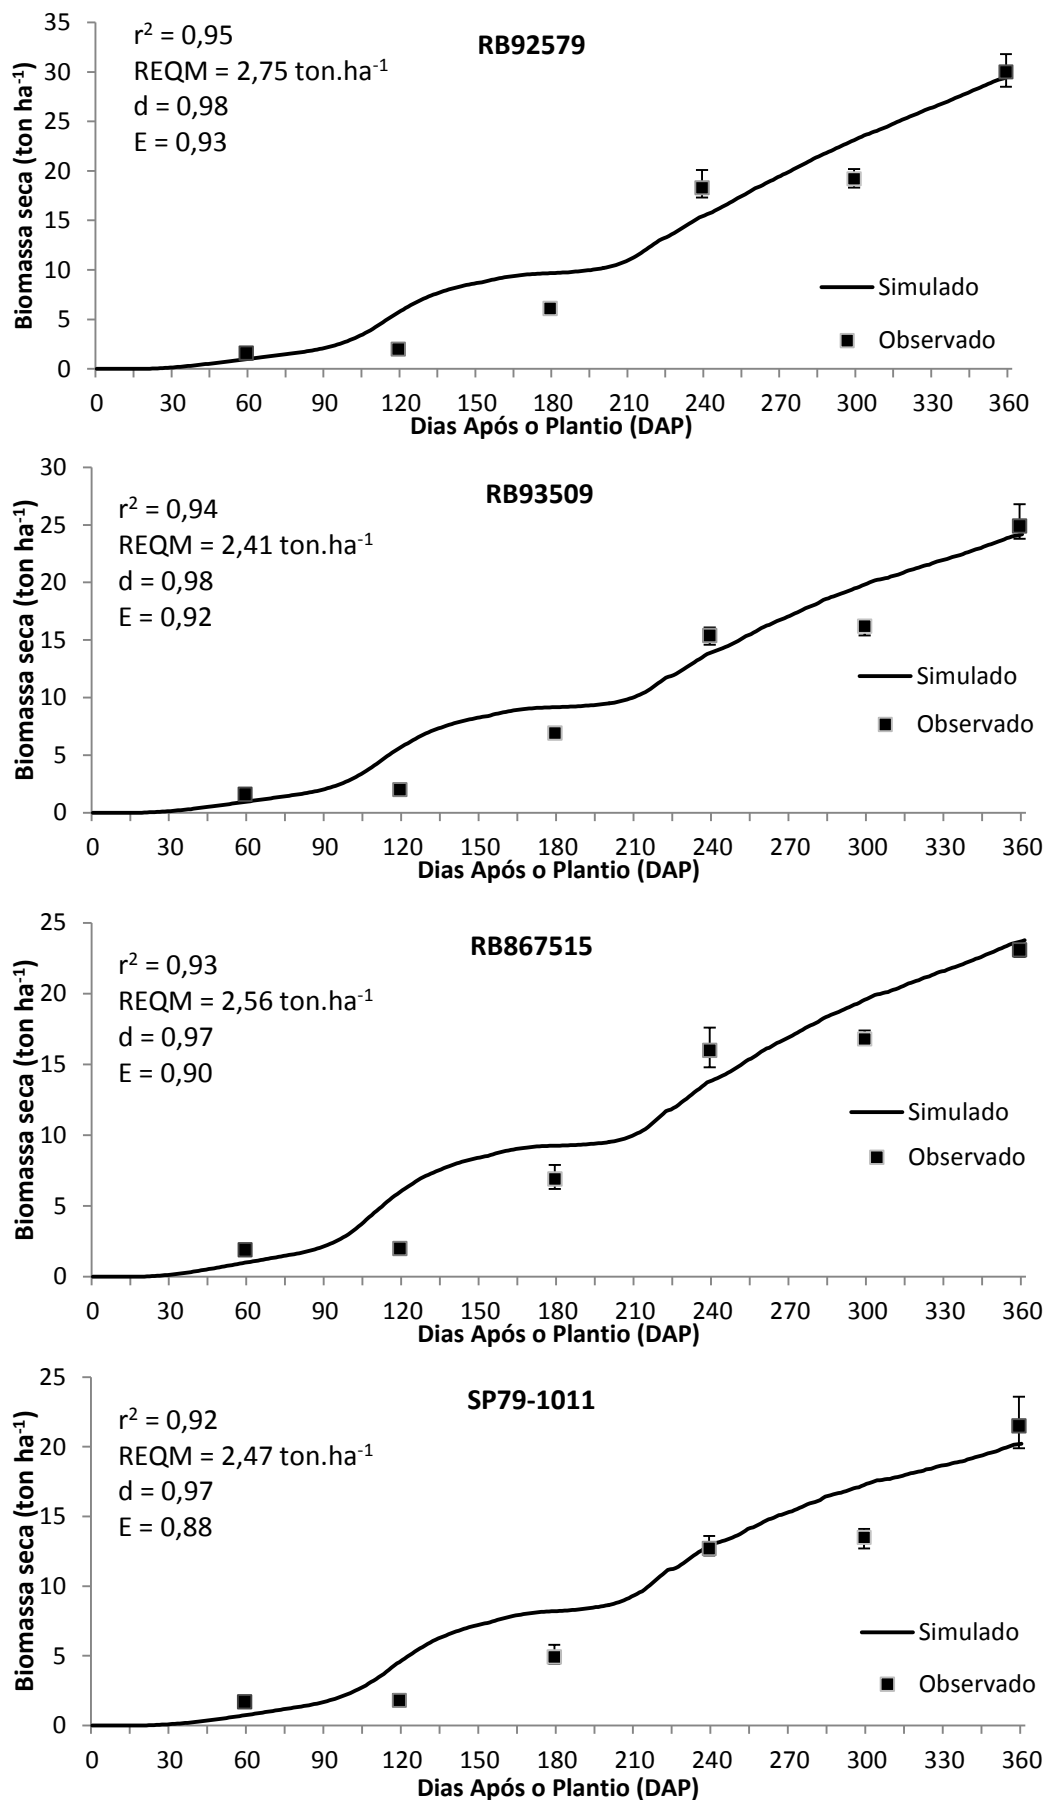 RB92579
r² = 0,95
REQM = 2,75 ton.ha⁻¹
d = 0,98
E = 0,93
Biomassa seca (ton ha⁻¹)
35
30
25
20
15
10
5
0
Simulado
Observado
0 30 60 90 120 150 180 210 240 270 300 330 360
Dias Após o Plantio (DAP)
RB93509
r² = 0,94
REQM = 2,41 ton.ha⁻¹
d = 0,98
E = 0,92
Biomassa seca (ton ha⁻¹)
30
25
20
15
10
5
0
Simulado
Observado
0 30 60 90 120 150 180 210 240 270 300 330 360
Dias Após o Plantio (DAP)
RB867515
r² = 0,93
REQM = 2,56 ton.ha⁻¹
d = 0,97
E = 0,90
Biomassa seca (ton ha⁻¹)
25
20
15
10
5
0
Simulado
Observado
0 30 60 90 120 150 180 210 240 270 300 330 360
Dias Após o Plantio (DAP)
SP79-1011
r² = 0,92
REQM = 2,47 ton.ha⁻¹
d = 0,97
E = 0,88
Biomassa seca (ton ha⁻¹)
25
20
15
10
5
0
Simulado
Observado
0 30 60 90 120 150 180 210 240 270 300 330 360
Dias Após o Plantio (DAP)